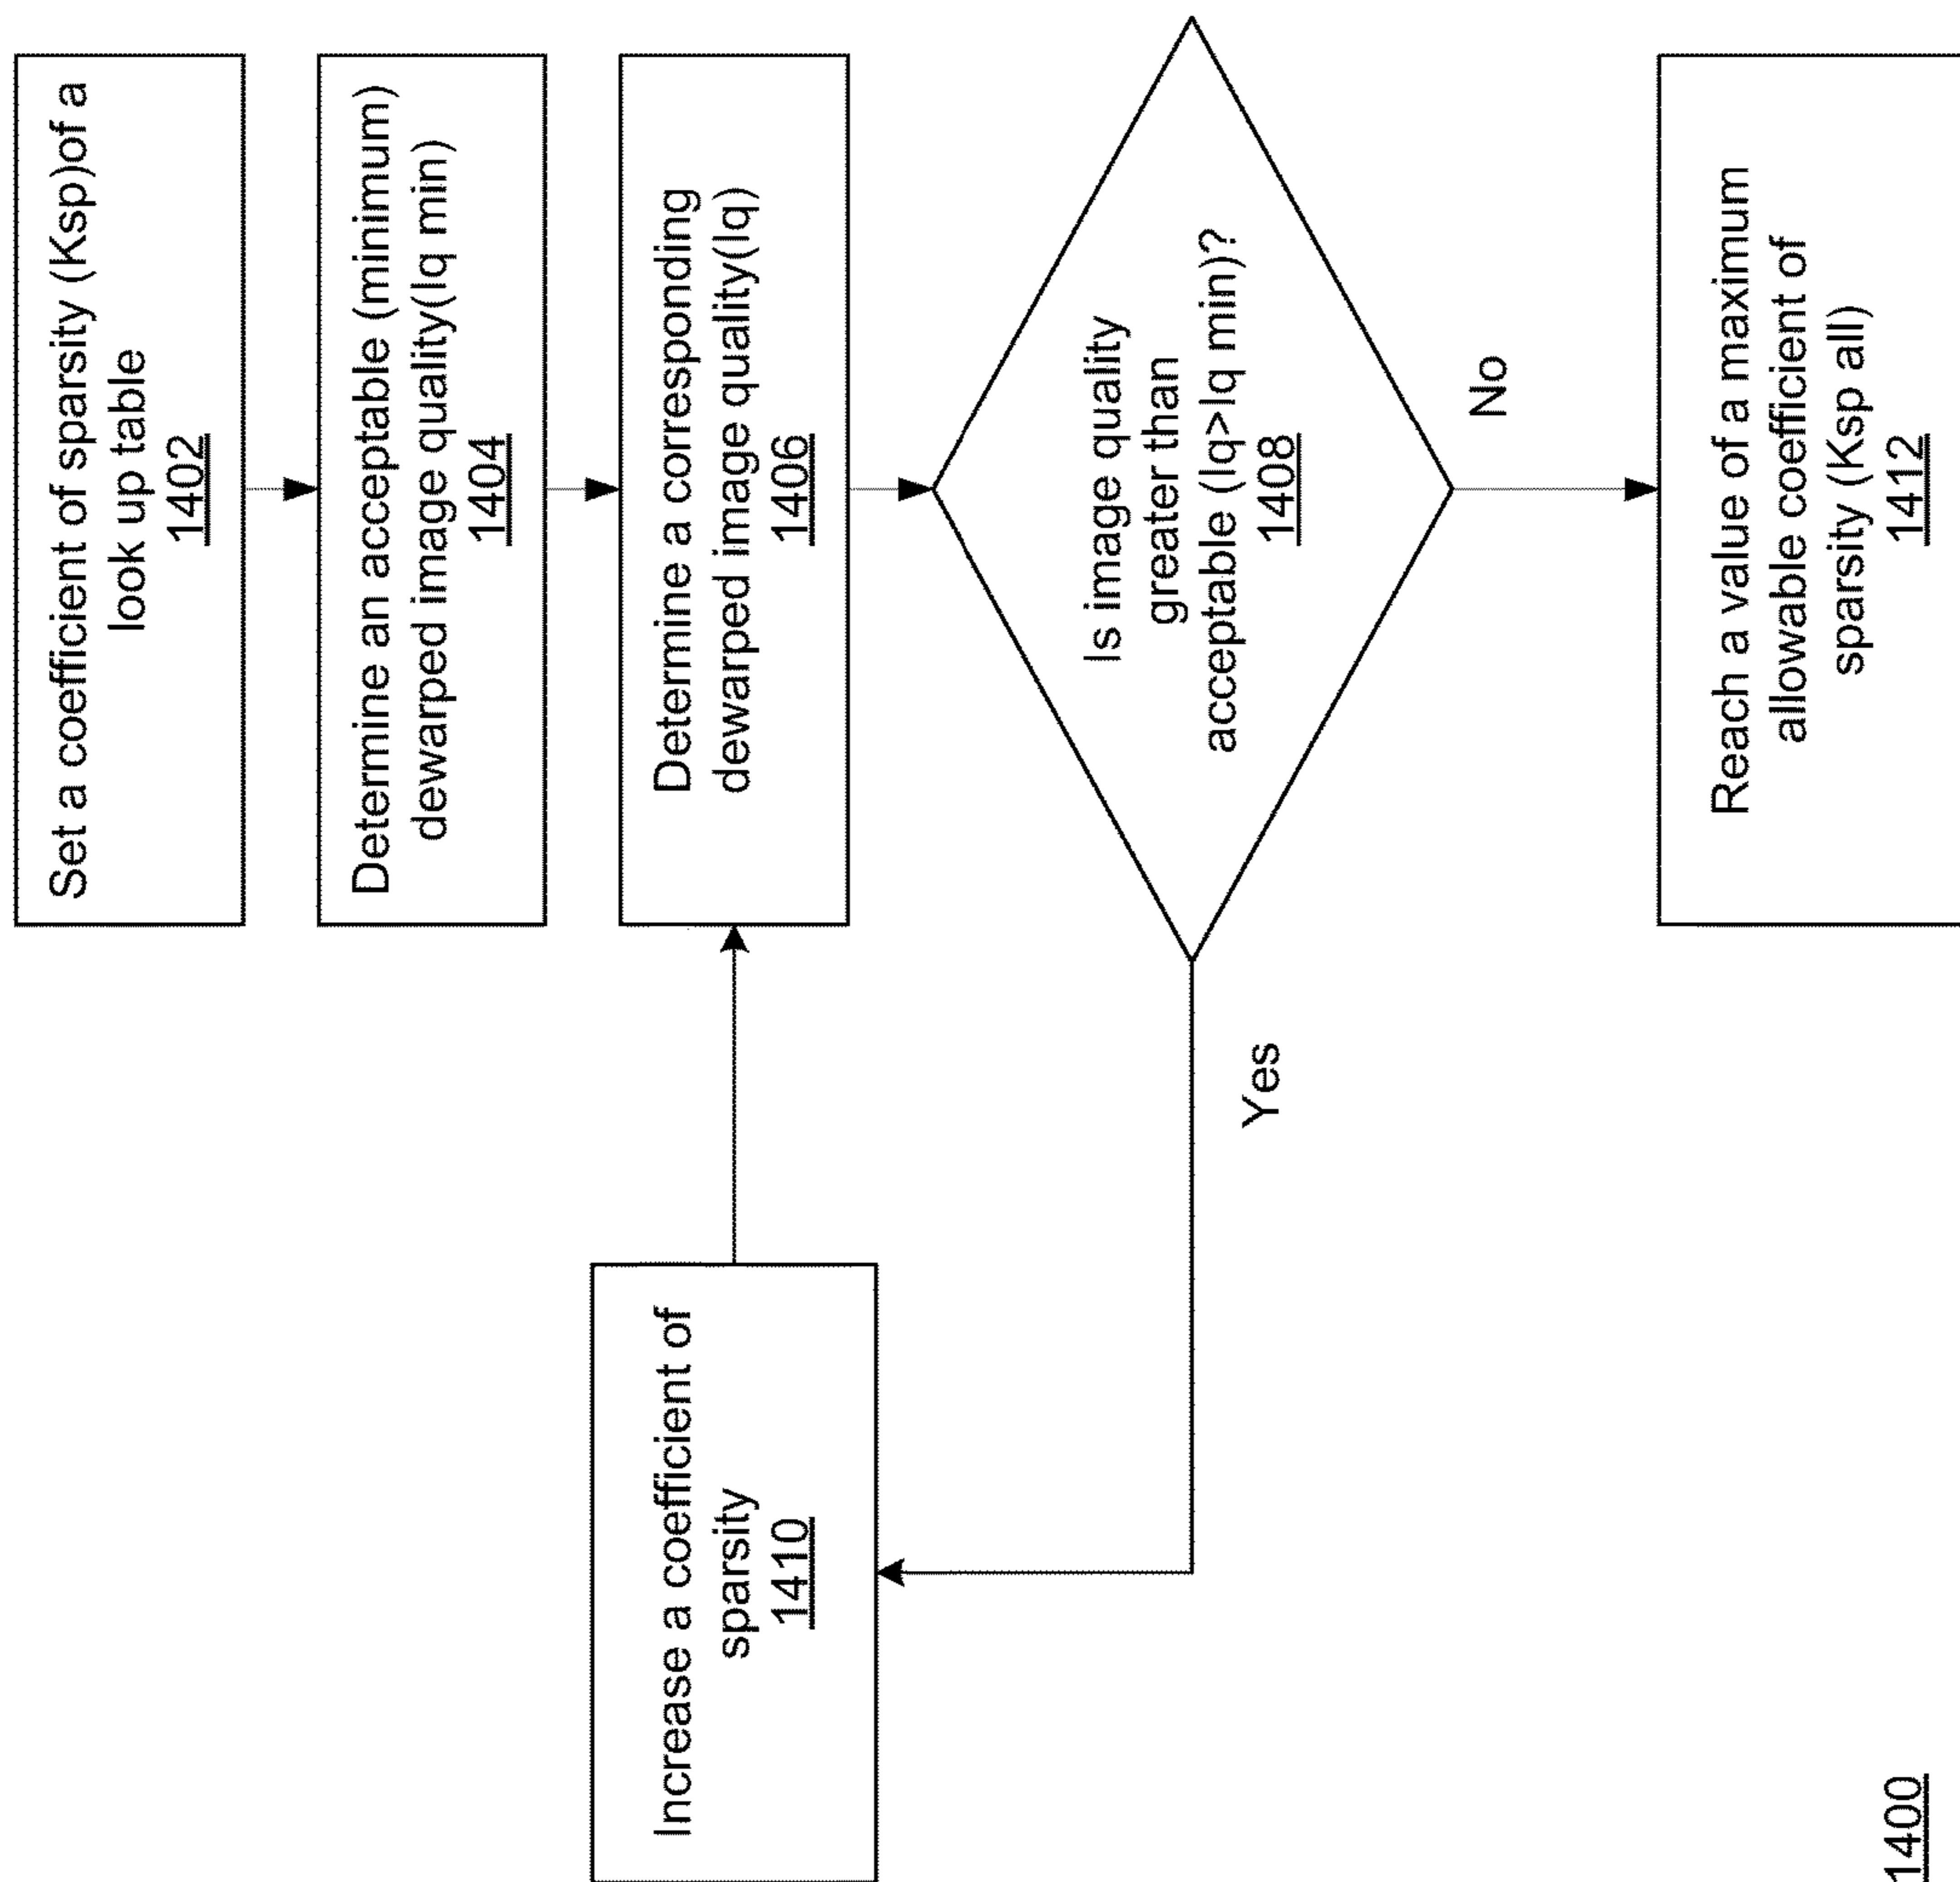 Set a coefficient of sparsity (Ksp)of a
look up table
1402
Determine an acceptable (minimum)
dewarped image quality(Iq min)
1404
Determine a corresponding
dewarped image quality(Iq)
1406
Is image quality
greater than
acceptable (Iq>Iq min)?
1408
Yes
Increase a coefficient of
sparsity
1410
No
Reach a value of a maximum
allowable coefficient of
sparsity (Ksp all)
1412
1400